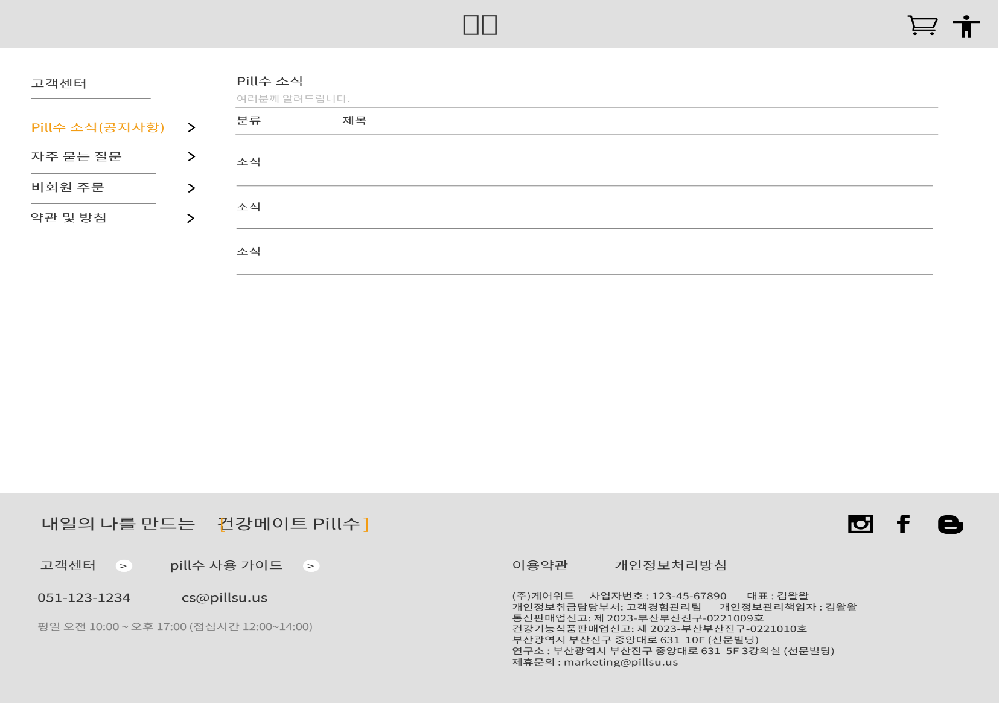 고객센터
Pill수 소식(공지사항)
자주 묻는 질문
비회원 주문
약관 및 방침
Pill수 소식
여러분께 알려드립니다.
분류 제목
소식
소식
소식
내일의 나를 만드는 [건강메이트 Pill수]
고객센터 > pill수 사용 가이드 >
051-123-1234 cs@pillsu.us
평일 오전 10:00 ~ 오후 17:00 (점심시간 12:00~14:00)
이용약관 개인정보처리방침
(주)케어위드 사업자번호 : 123-45-67890 대표 : 김왈왈
개인정보취급담당부서: 고객경험관리팀 개인정보관리책임자 : 김왈왈
통신판매업신고: 제 2023-부산부산진구-0221009호
건강기능식품판매업신고: 제 2023-부산부산진구-0221010호
부산광역시 부산진구 중앙대로 631 10F (선문빌딩)
연구소 : 부산광역시 부산진구 중앙대로 631 5F 3강의실 (선문빌딩)
제휴문의 : marketing@pillsu.us